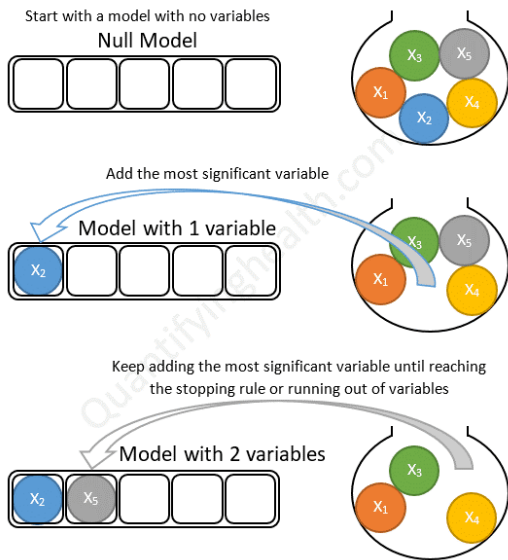 Start with a model with no variables
Null Model
X3
X5
X1
X4
X2
Add the most significant variable
Model with 1 variable
X2
X3
X5
X1
X4
Keep adding the most significant variable until reaching
the stopping rule or running out of variables
Model with 2 variables
X2
X5
X3
X1
X4
Quantifyinghealth.com